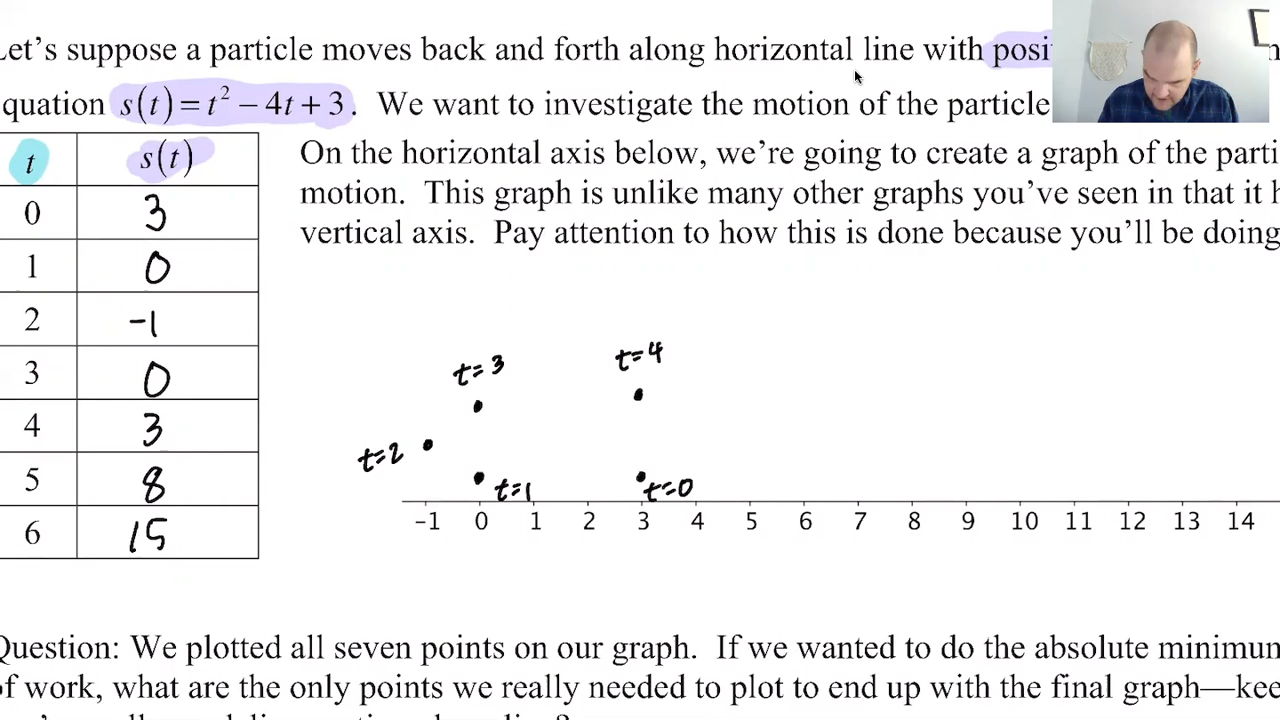 Let's suppose a particle moves back and forth along horizontal line with posi
quation s(t) = t² − 4t + 3. We want to investigate the motion of the particle
t s(t)
0 3
1 0
2 -1
3 0
4 3
5 8
6 15
On the horizontal axis below, we're going to create a graph of the parti
motion. This graph is unlike many other graphs you've seen in that it h
vertical axis. Pay attention to how this is done because you'll be doing
t=3 t=4
t=2
t=1 t=0
-1 0 1 2 3 4 5 6 7 8 9 10 11 12 13 14
Question: We plotted all seven points on our graph. If we wanted to do the absolute minimum
of work, what are the only points we really needed to plot to end up with the final graph—kee